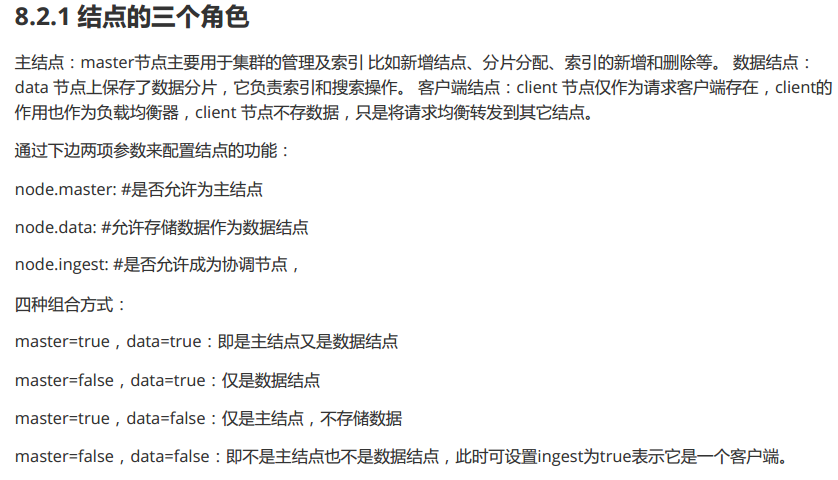 8.2.1 结点的三个角色
主结点：master节点主要用于集群的管理及索引 比如新增结点、分片分配、索引的新增和删除等。 数据结点：
data 节点上保存了数据分片，它负责索引和搜索操作。 客户端结点：client 节点仅作为请求客户端存在，client的
作用也作为负载均衡器，client 节点不存数据，只是将请求均衡转发到其它结点。
通过下边两项参数来配置结点的功能：
node.master: #是否允许为主结点
node.data: #允许存储数据作为数据结点
node.ingest: #是否允许成为协调节点，
四种组合方式：
master=true，data=true：即是主结点又是数据结点
master=false，data=true：仅是数据结点
master=true，data=false：仅是主结点，不存储数据
master=false，data=false：即不是主结点也不是数据结点，此时可设置ingest为true表示它是一个客户端。